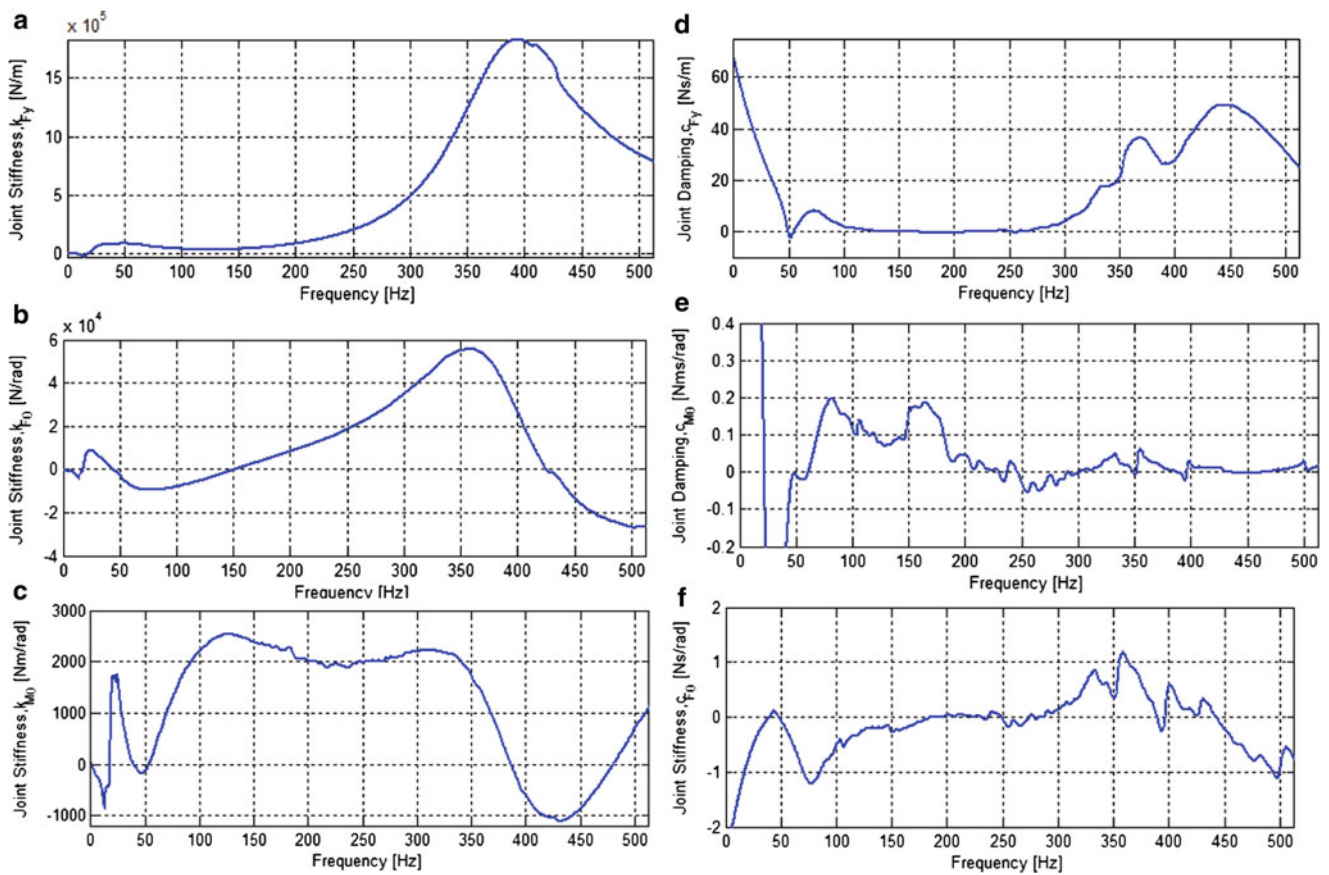 a
× 10^5
15
10
5
0
0 50 100 150 200 250 300 350 400 450 500
Joint Stiffness,k_Fy [N/m]
Frequency [Hz]
b
× 10^4
6
4
2
0
-2
-4
0 50 100 150 200 250 300 350 400 450 500
Joint Stiffness,k_Fθ [N/rad]
Frequency [Hz]
c
3000
2000
1000
0
-1000
0 50 100 150 200 250 300 350 400 450 500
Joint Stiffness,k_Mθ [Nm/rad]
Frequency [Hz]
d
60
40
20
0
0 50 100 150 200 250 300 350 400 450 500
Joint Damping,c_Fy [Ns/m]
Frequency [Hz]
e
0.4
0.3
0.2
0.1
0
-0.1
-0.2
0 50 100 150 200 250 300 350 400 450 500
Joint Damping,c_Mθ [Nms/rad]
Frequency [Hz]
f
2
1
0
-1
-2
0 50 100 150 200 250 300 350 400 450 500
Joint Stiffness,c_Fθ [Ns/rad]
Frequency [Hz]